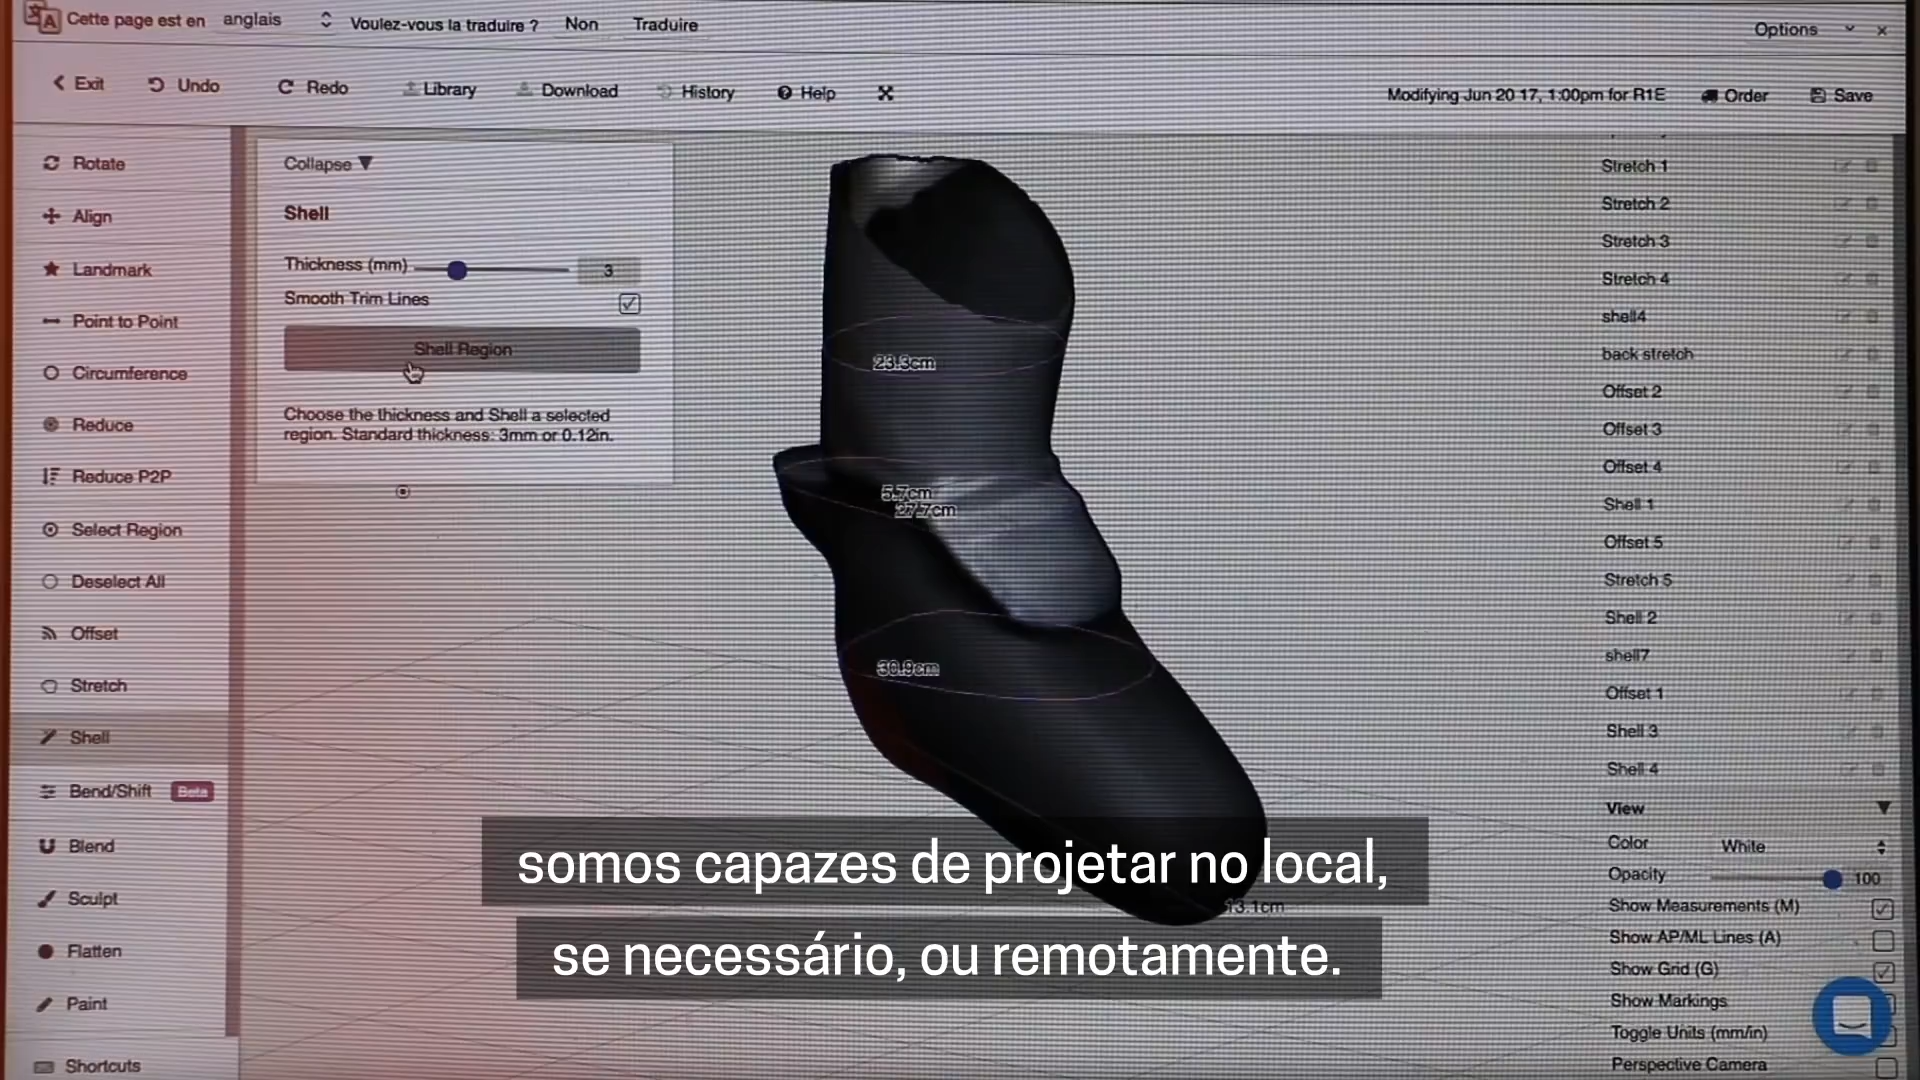 Cette page est en anglais Voulez-vous la traduire ? Non Traduire Options
Exit Undo Redo Library Download History Help Modifying Jun 20 17, 1:00pm for R1E Order Save
Rotate
Align
Landmark
Point to Point
Circumference
Reduce
Reduce P2P
Select Region
Deselect All
Offset
Stretch
Shell
Bend/Shift Beta
Blend
Sculpt
Flatten
Paint
Shortcuts
Collapse
Shell
Thickness (mm) 3
Smooth Trim Lines
Shell Region
Choose the thickness and Shell a selected
region. Standard thickness: 3mm or 0.12in.
23.3cm
5.7cm
27.7cm
30.9cm
13.1cm
Stretch 1
Stretch 2
Stretch 3
Stretch 4
shell4
back stretch
Offset 2
Offset 3
Offset 4
Shell 1
Offset 5
Stretch 5
Shell 2
shell7
Offset 1
Shell 3
Shell 4
View
Color White
Opacity 100
Show Measurements (M)
Show AP/ML Lines (A)
Show Grid (G)
Show Markings
Toggle Units (mm/in)
Perspective Camera
somos capazes de projetar no local,
se necessário, ou remotamente.